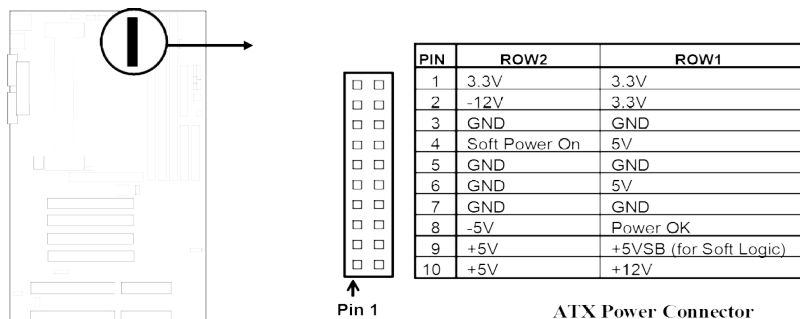 PIN ROW2 ROW1
1 3.3V 3.3V
2 -12V 3.3V
3 GND GND
4 Soft Power On 5V
5 GND GND
6 GND 5V
7 GND GND
8 -5V Power OK
9 +5V +5VSB (for Soft Logic)
10 +5V +12V
Pin 1
ATX Power Connector